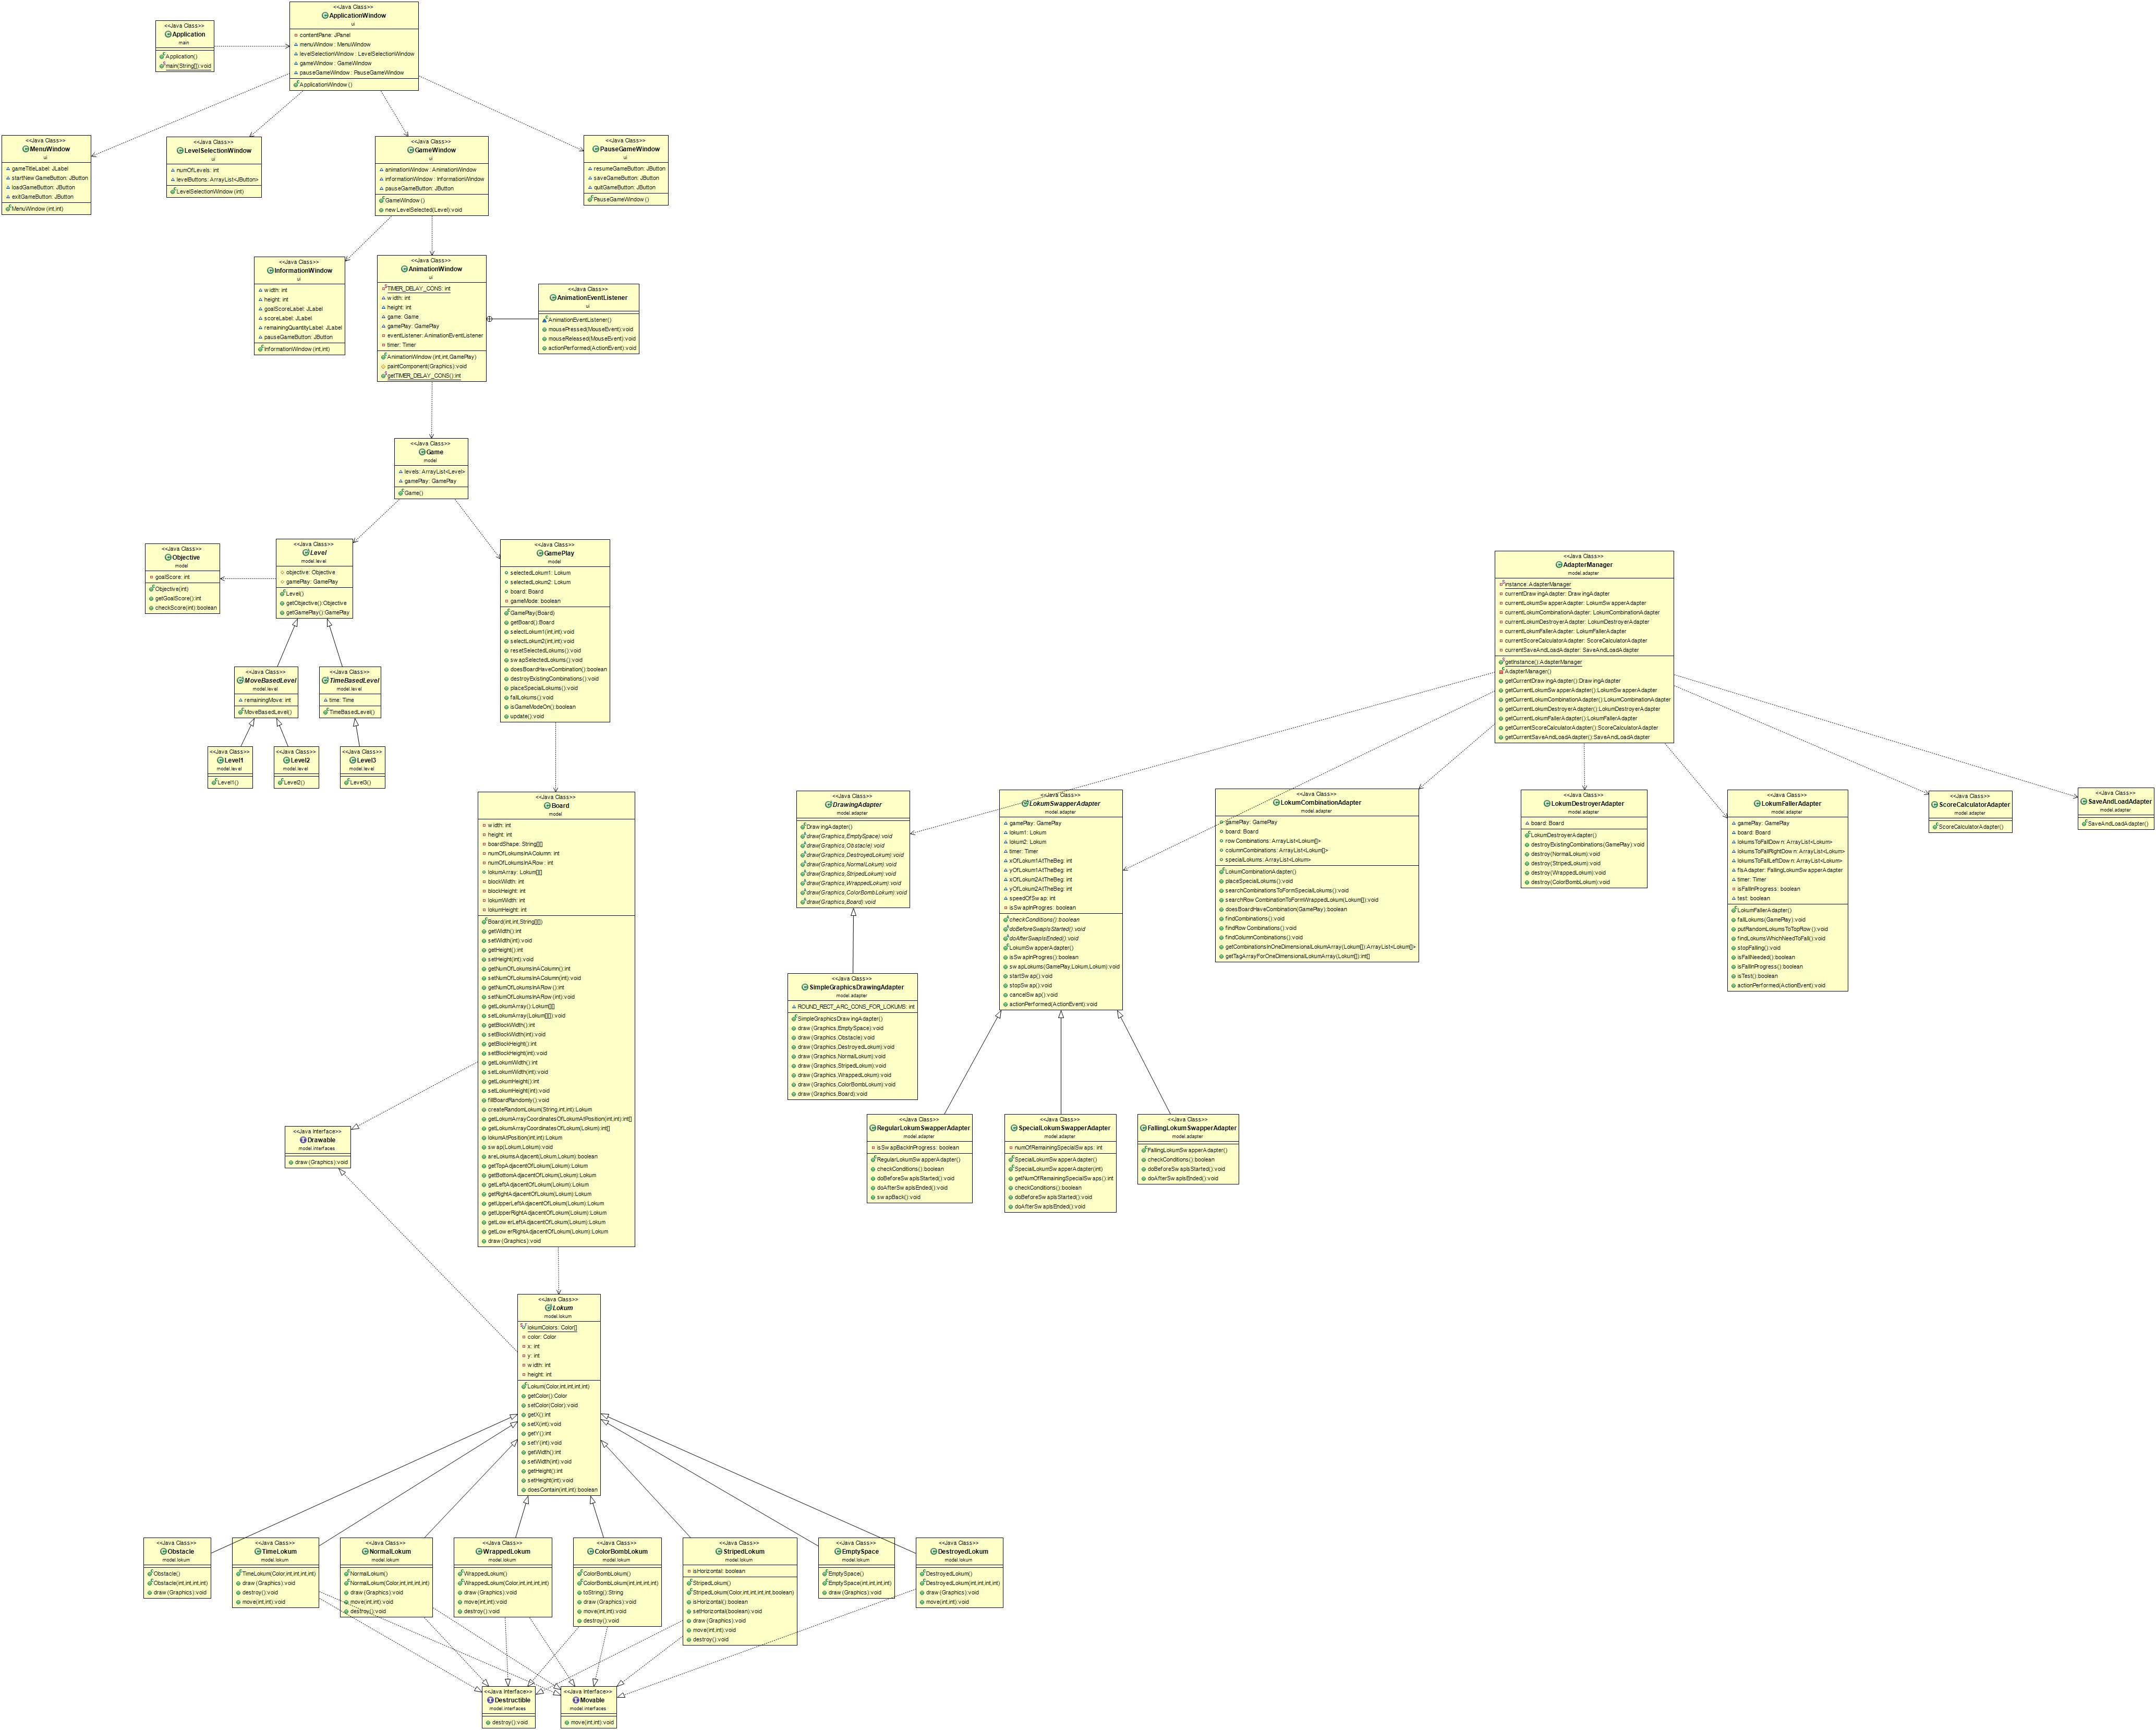 <<Java Class>>
Application
main
Application()
main(String[]):void
<<Java Class>>
ApplicationWindow
ui
contentPane: JPanel
menuWindow: MenuWindow
levelSelectionWindow: LevelSelectionWindow
gameWindow: GameWindow
pauseGameWindow: PauseGameWindow
ApplicationWindow()
<<Java Class>>
MenuWindow
ui
gameTitleLabel: JLabel
startNewGameButton: JButton
loadGameButton: JButton
exitGameButton: JButton
MenuWindow(int,int)
<<Java Class>>
LevelSelectionWindow
ui
numOfLevels: int
levelButtons: ArrayList<JButton>
LevelSelectionWindow(int)
<<Java Class>>
GameWindow
ui
animationWindow: AnimationWindow
informationWindow: InformationWindow
pauseGameButton: JButton
GameWindow()
newLevelSelected(Level):void
<<Java Class>>
PauseGameWindow
ui
resumeGameButton: JButton
saveGameButton: JButton
quitGameButton: JButton
PauseGameWindow()
<<Java Class>>
InformationWindow
ui
width: int
height: int
goalScoreLabel: JLabel
scoreLabel: JLabel
remainingQuantityLabel: JLabel
pauseGameButton: JButton
InformationWindow(int,int)
<<Java Class>>
AnimationWindow
ui
TIMER_DELAY_CONS: int
width: int
height: int
game: Game
gamePlay: GamePlay
eventListener: AnimationEventListener
timer: Timer
AnimationWindow(int,int,GamePlay)
paintComponent(Graphics):void
getTIMER_DELAY_CONS():int
<<Java Class>>
AnimationEventListener
ui
AnimationEventListener()
mousePressed(MouseEvent):void
mouseReleased(MouseEvent):void
actionPerformed(ActionEvent):void
<<Java Class>>
Game
model
levels: ArrayList<Level>
gamePlay: GamePlay
Game()
<<Java Class>>
Objective
model
goalScore: int
Objective(int)
getGoalScore():int
checkScore(int):boolean
<<Java Class>>
Level
model.level
objective: Objective
gamePlay: GamePlay
Level()
getObjective():Objective
getGamePlay():GamePlay
<<Java Class>>
GamePlay
model
selectedLokum1: Lokum
selectedLokum2: Lokum
board: Board
gameMode: boolean
GamePlay(Board)
getBoard():Board
selectLokum1(int,int):void
selectLokum2(int,int):void
resetSelectedLokums():void
swapSelectedLokums():void
doesBoardHaveCombination():boolean
destroyExistingCombinations():void
placeSpecialLokums():void
fallLokums():void
isGameModeOn():boolean
update():void
<<Java Class>>
MoveBasedLevel
model.level
remainingMove: int
MoveBasedLevel()
<<Java Class>>
TimeBasedLevel
model.level
time: Time
TimeBasedLevel()
<<Java Class>>
Level1
model.level
Level1()
<<Java Class>>
Level2
model.level
Level2()
<<Java Class>>
Level3
model.level
Level3()
<<Java Class>>
AdapterManager
model.adapter
instance: AdapterManager
currentDrawingAdapter: DrawingAdapter
currentLokumSwapperAdapter: LokumSwapperAdapter
currentLokumCombinationAdapter: LokumCombinationAdapter
currentLokumDestroyerAdapter: LokumDestroyerAdapter
currentLokumFallerAdapter: LokumFallerAdapter
currentScoreCalculatorAdapter: ScoreCalculatorAdapter
currentSaveAndLoadAdapter: SaveAndLoadAdapter
getInstance():AdapterManager
AdapterManager()
getCurrentDrawingAdapter():DrawingAdapter
getCurrentLokumSwapperAdapter():LokumSwapperAdapter
getCurrentLokumCombinationAdapter():LokumCombinationAdapter
getCurrentLokumDestroyerAdapter():LokumDestroyerAdapter
getCurrentLokumFallerAdapter():LokumFallerAdapter
getCurrentScoreCalculatorAdapter():ScoreCalculatorAdapter
getCurrentSaveAndLoadAdapter():SaveAndLoadAdapter
<<Java Class>>
Board
model
width: int
height: int
boardShape: String[][]
numOfLokumsInAColumn: int
numOfLokumsInARow: int
lokumArray: Lokum[][]
blockWidth: int
blockHeight: int
lokumWidth: int
lokumHeight: int
Board(int,int,String[][])
getWidth():int
setWidth(int):void
getHeight():int
setHeight(int):void
getNumOfLokumsInAColumn():int
setNumOfLokumsInAColumn(int):void
getNumOfLokumsInARow():int
setNumOfLokumsInARow(int):void
getLokumArray():Lokum[][]
setLokumArray(Lokum[][]):void
getBlockWidth():int
setBlockWidth(int):void
getBlockHeight():int
setBlockHeight(int):void
getLokumWidth():int
setLokumWidth(int):void
getLokumHeight():int
setLokumHeight(int):void
fillBoardRandomly():void
createRandomLokum(String,int,int):Lokum
getLokumArrayCoordinatesOfLokumAtPosition(int,int):int[]
getLokumArrayCoordinatesOfLokum(Lokum):int[]
lokumAtPosition(int,int):Lokum
swap(Lokum,Lokum):void
areLokumsAdjacent(Lokum,Lokum):boolean
getTopAdjacentOfLokum(Lokum):Lokum
getBottomAdjacentOfLokum(Lokum):Lokum
getLeftAdjacentOfLokum(Lokum):Lokum
getRightAdjacentOfLokum(Lokum):Lokum
getUpperLeftAdjacentOfLokum(Lokum):Lokum
getUpperRightAdjacentOfLokum(Lokum):Lokum
getLowerLeftAdjacentOfLokum(Lokum):Lokum
getLowerRightAdjacentOfLokum(Lokum):Lokum
draw(Graphics):void
<<Java Class>>
DrawingAdapter
model.adapter
DrawingAdapter()
draw(Graphics,EmptySpace):void
draw(Graphics,Obstacle):void
draw(Graphics,DestroyedLokum):void
draw(Graphics,NormalLokum):void
draw(Graphics,StripedLokum):void
draw(Graphics,WrappedLokum):void
draw(Graphics,ColorBombLokum):void
draw(Graphics,Board):void
<<Java Class>>
LokumSwapperAdapter
model.adapter
gamePlay: GamePlay
lokum1: Lokum
lokum2: Lokum
timer: Timer
xOfLokum1AtTheBeg: int
yOfLokum1AtTheBeg: int
xOfLokum2AtTheBeg: int
yOfLokum2AtTheBeg: int
speedOfSwap: int
isSwapInProgres: boolean
checkConditions():boolean
doBeforeSwapIsStarted():void
doAfterSwapIsEnded():void
LokumSwapperAdapter()
isSwapInProgres():boolean
swapLokums(GamePlay,Lokum,Lokum):void
startSwap():void
stopSwap():void
cancelSwap():void
actionPerformed(ActionEvent):void
<<Java Class>>
LokumCombinationAdapter
model.adapter
gamePlay: GamePlay
board: Board
rowCombinations: ArrayList<Lokum[]>
columnCombinations: ArrayList<Lokum[]>
specialLokums: ArrayList<Lokum>
LokumCombinationAdapter()
placeSpecialLokums():void
searchCombinationsToFormSpecialLokums():void
searchRowCombinationToFormWrappedLokum(Lokum[]):void
doesBoardHaveCombination(GamePlay):boolean
findCombinations():void
findRowCombinations():void
findColumnCombinations():void
getCombinationsInOneDimensionalLokumArray(Lokum[]):ArrayList<Lokum[]>
getTagArrayForOneDimensionalLokumArray(Lokum[]):int[]
<<Java Class>>
LokumDestroyerAdapter
model.adapter
board: Board
LokumDestroyerAdapter()
destroyExistingCombinations(GamePlay):void
destroy(NormalLokum):void
destroy(StripedLokum):void
destroy(WrappedLokum):void
destroy(ColorBombLokum):void
<<Java Class>>
LokumFallerAdapter
model.adapter
gamePlay: GamePlay
board: Board
lokumsToFallDown: ArrayList<Lokum>
lokumsToFallRightDown: ArrayList<Lokum>
lokumsToFallLeftDown: ArrayList<Lokum>
flsAdapter: FallingLokumSwapperAdapter
timer: Timer
isFallInProgress: boolean
test: boolean
LokumFallerAdapter()
fallLokums(GamePlay):void
putRandomLokumsToTopRow():void
findLokumsWhichNeedToFall():void
stopFalling():void
isFallNeeded():boolean
isFallInProgress():boolean
isTest():boolean
actionPerformed(ActionEvent):void
<<Java Class>>
ScoreCalculatorAdapter
model.adapter
ScoreCalculatorAdapter()
<<Java Class>>
SaveAndLoadAdapter
model.adapter
SaveAndLoadAdapter()
<<Java Class>>
SimpleGraphicsDrawingAdapter
model.adapter
ROUND_RECT_ARC_CONS_FOR_LOKUMS: int
SimpleGraphicsDrawingAdapter()
draw(Graphics,EmptySpace):void
draw(Graphics,Obstacle):void
draw(Graphics,DestroyedLokum):void
draw(Graphics,NormalLokum):void
draw(Graphics,StripedLokum):void
draw(Graphics,WrappedLokum):void
draw(Graphics,ColorBombLokum):void
draw(Graphics,Board):void
<<Java Class>>
RegularLokumSwapperAdapter
model.adapter
isSwapBackInProgress: boolean
RegularLokumSwapperAdapter()
checkConditions():boolean
doBeforeSwapIsStarted():void
doAfterSwapIsEnded():void
swapBack():void
<<Java Class>>
SpecialLokumSwapperAdapter
model.adapter
numOfRemainingSpecialSwaps: int
SpecialLokumSwapperAdapter()
SpecialLokumSwapperAdapter(int)
getNumOfRemainingSpecialSwaps():int
checkConditions():boolean
doBeforeSwapIsStarted():void
doAfterSwapIsEnded():void
<<Java Class>>
FallingLokumSwapperAdapter
model.adapter
FallingLokumSwapperAdapter()
checkConditions():boolean
doBeforeSwapIsStarted():void
doAfterSwapIsEnded():void
<<Java Interface>>
Drawable
model.interfaces
draw(Graphics):void
<<Java Class>>
Lokum
model.lokum
lokumColors: Color[]
color: Color
x: int
y: int
width: int
height: int
Lokum(Color,int,int,int,int)
getColor():Color
setColor(Color):void
getX():int
setX(int):void
getY():int
setY(int):void
getWidth():int
setWidth(int):void
getHeight():int
setHeight(int):void
doesContain(int,int):boolean
<<Java Class>>
Obstacle
model.lokum
Obstacle()
Obstacle(int,int,int,int)
draw(Graphics):void
<<Java Class>>
TimeLokum
model.lokum
TimeLokum(Color,int,int,int,int)
draw(Graphics):void
destroy():void
move(int,int):void
<<Java Class>>
NormalLokum
model.lokum
NormalLokum()
NormalLokum(Color,int,int,int,int)
draw(Graphics):void
move(int,int):void
destroy():void
<<Java Class>>
WrappedLokum
model.lokum
WrappedLokum()
WrappedLokum(Color,int,int,int,int)
draw(Graphics):void
move(int,int):void
destroy():void
<<Java Class>>
ColorBombLokum
model.lokum
ColorBombLokum()
ColorBombLokum(int,int,int,int)
toString():String
draw(Graphics):void
move(int,int):void
destroy():void
<<Java Class>>
StripedLokum
model.lokum
isHorizontal: boolean
StripedLokum()
StripedLokum(Color,int,int,int,int,boolean)
isHorizontal():boolean
setHorizontal(boolean):void
draw(Graphics):void
move(int,int):void
destroy():void
<<Java Class>>
EmptySpace
model.lokum
EmptySpace()
EmptySpace(int,int,int,int)
draw(Graphics):void
<<Java Class>>
DestroyedLokum
model.lokum
DestroyedLokum()
DestroyedLokum(int,int,int,int)
draw(Graphics):void
move(int,int):void
<<Java Interface>>
Destructible
model.interfaces
destroy():void
<<Java Interface>>
Movable
model.interfaces
move(int,int):void